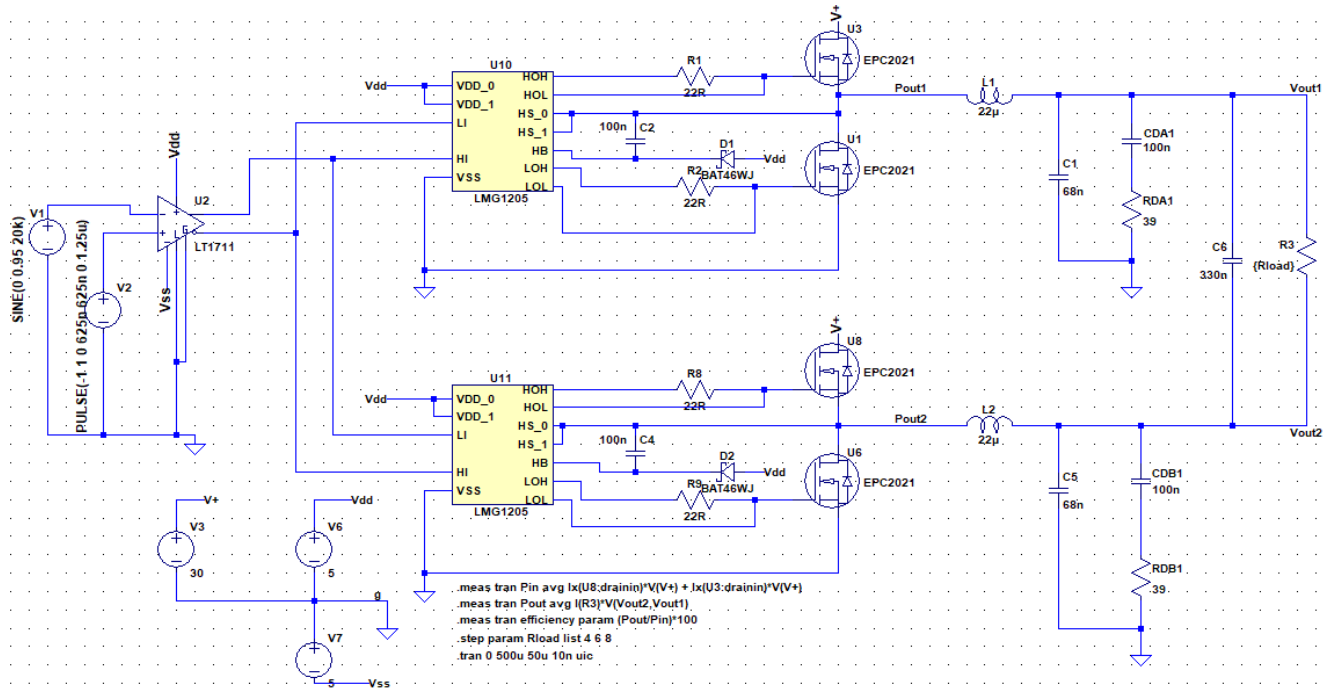 V+
U3
EPC2021
U10
HOH
HOL
HS_0
HS_1
HB
LOH
LOL
VDD_0
VDD_1
LI
HI
VSS
LMG1205
Vdd
R1
22R
100n
C2
D1
BAT46WJ
Vdd
R2
22R
U1
EPC2021
Pout1
L1
22µ
Vout1
C1
68n
CDA1
100n
RDA1
39
C6
330n
R3
{Rload}
Vdd
U2
LT1711
L
G
Vss
V1
SINE(0 0.95 20k)
V2
PULSE(-1 1 0 625n 625n 0 1.25u)
V+
U8
EPC2021
U11
HOH
HOL
HS_0
HS_1
HB
LOH
LOL
VDD_0
VDD_1
LI
HI
VSS
LMG1205
Vdd
R8
22R
100n
C4
D2
BAT46WJ
Vdd
R9
22R
U6
EPC2021
Pout2
L2
22µ
Vout2
C5
68n
CDB1
100n
RDB1
39
V+
V3
30
Vdd
V6
5
g
V7
5
Vss
.meas tran Pin avg Ix(U8:drainin)*V(V+) + Ix(U3:drainin)*V(V+)
.meas tran Pout avg I(R3)*V(Vout2,Vout1)
.meas tran efficiency param (Pout/Pin)*100
.step param Rload list 4 6 8
.tran 0 500u 50u 10n uic